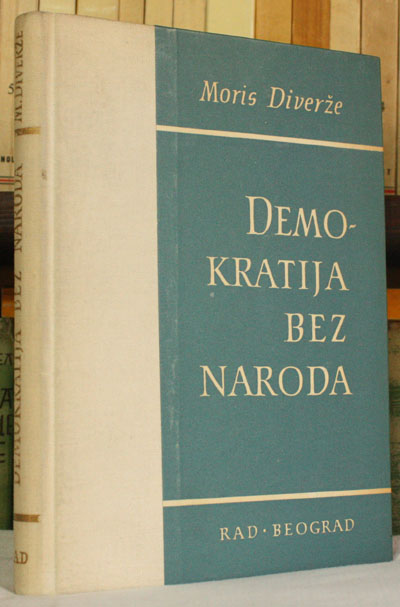 Moris Diverže
DEMO-
KRATIJA
BEZ
NARODA
RAD · BEOGRAD
DEMOKRATIJA BEZ NARODA M. DIVERŽE